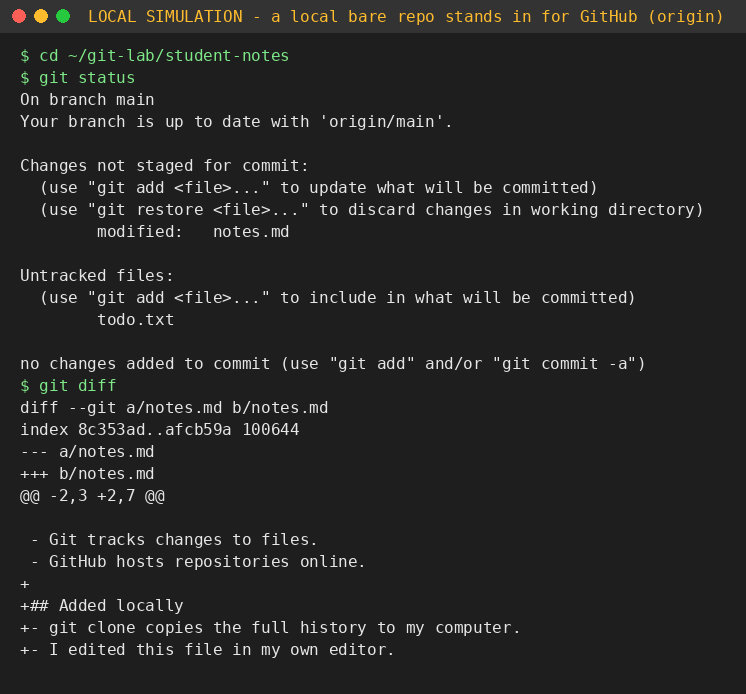 LOCAL SIMULATION - a local bare repo stands in for GitHub (origin)
$ cd ~/git-lab/student-notes
$ git status
On branch main
Your branch is up to date with 'origin/main'.

Changes not staged for commit:
  (use "git add <file>..." to update what will be committed)
  (use "git restore <file>..." to discard changes in working directory)
        modified:   notes.md

Untracked files:
  (use "git add <file>..." to include in what will be committed)
        todo.txt

no changes added to commit (use "git add" and/or "git commit -a")
$ git diff
diff --git a/notes.md b/notes.md
index 8c353ad..afcb59a 100644
--- a/notes.md
+++ b/notes.md
@@ -2,3 +2,7 @@

 - Git tracks changes to files.
 - GitHub hosts repositories online.
+
+## Added locally
+- git clone copies the full history to my computer.
+- I edited this file in my own editor.